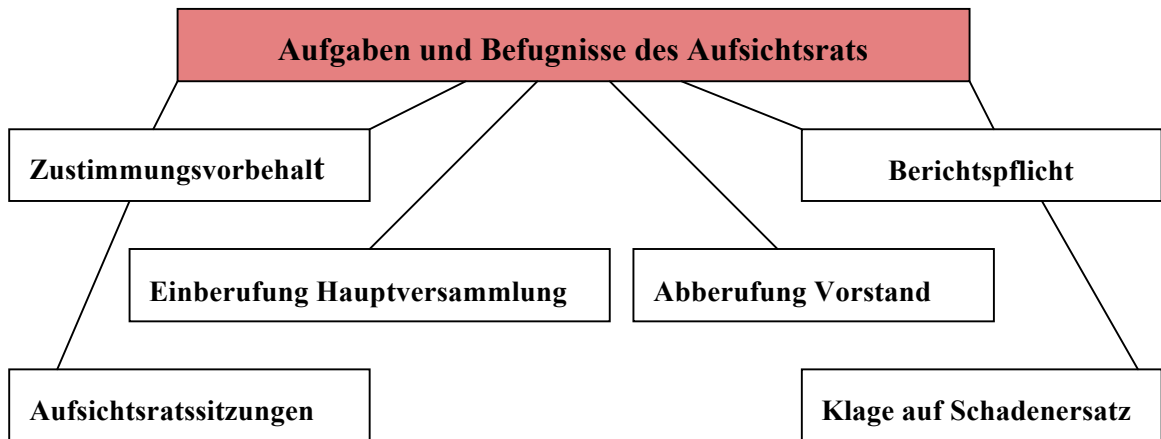 Aufgaben und Befugnisse des Aufsichtsrats
Zustimmungsvorbehalt
Berichtspflicht
Einberufung Hauptversammlung
Abberufung Vorstand
Aufsichtsratssitzungen
Klage auf Schadenersatz